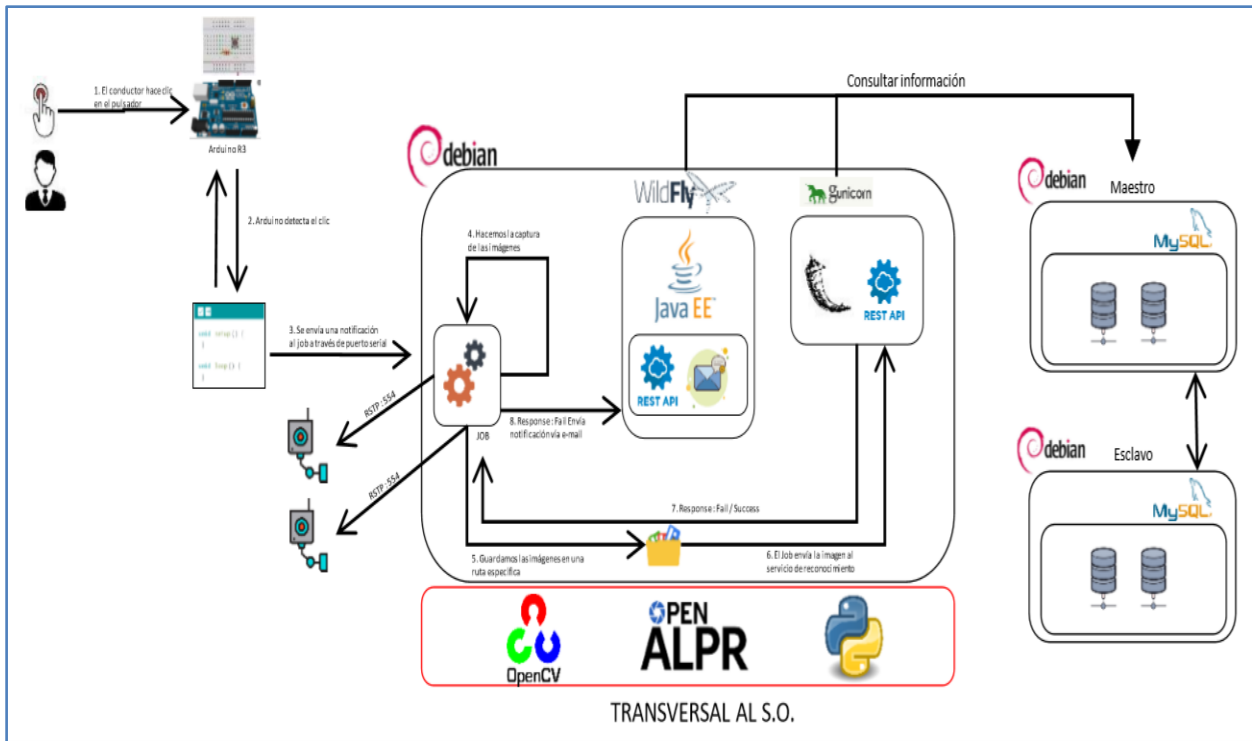 1. El conductor hace clic
en el pulsador
Arduino R3
2. Arduino detecta el clic
void setup() {
}
void loop() {
}
3. Se envía una notificación
al job a través de puerto serial
RSTP : 554
RSTP : 554
debian
4. Hacemos la captura
de las imágenes
JOB
8. Response : Fail Envía
notificación vía e-mail
WildFly
Java EE
REST API
gunicorn
REST API
7. Response : Fail / Success
5. Guardamos las imágenes en una
ruta específica
6. El Job envía la imagen al
servicio de reconocimiento
Consultar información
debian
Maestro
MySQL
debian
Esclavo
MySQL
OpenCV
OPEN
ALPR
TRANSVERSAL AL S.O.